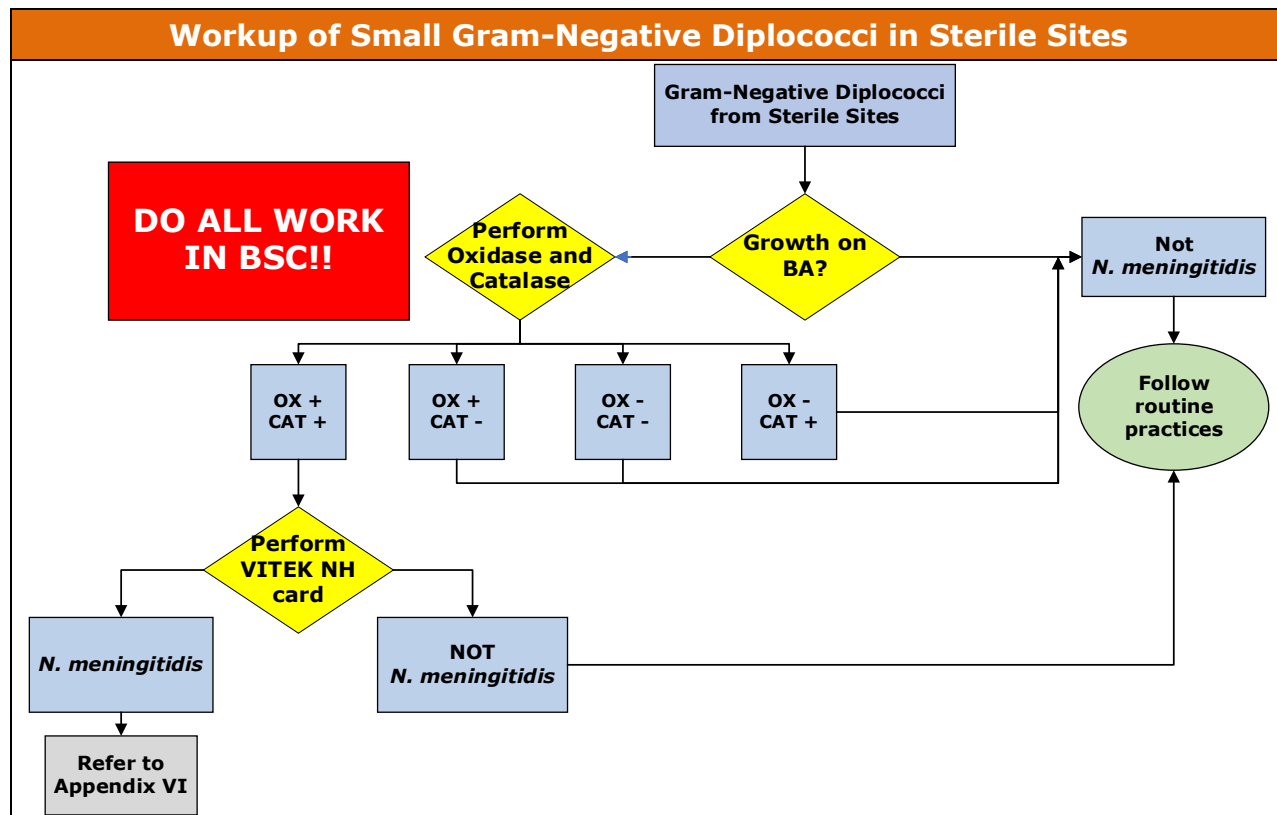 Workup of Small Gram-Negative Diplococci in Sterile Sites
Gram-Negative Diplococci
from Sterile Sites
DO ALL WORK
IN BSC!!
Perform
Oxidase and
Catalase
Growth on
BA?
Not
N. meningitidis
OX +
CAT +
OX +
CAT -
OX -
CAT -
OX -
CAT +
Follow
routine
practices
Perform
VITEK NH
card
N. meningitidis
NOT
N. meningitidis
Refer to
Appendix VI